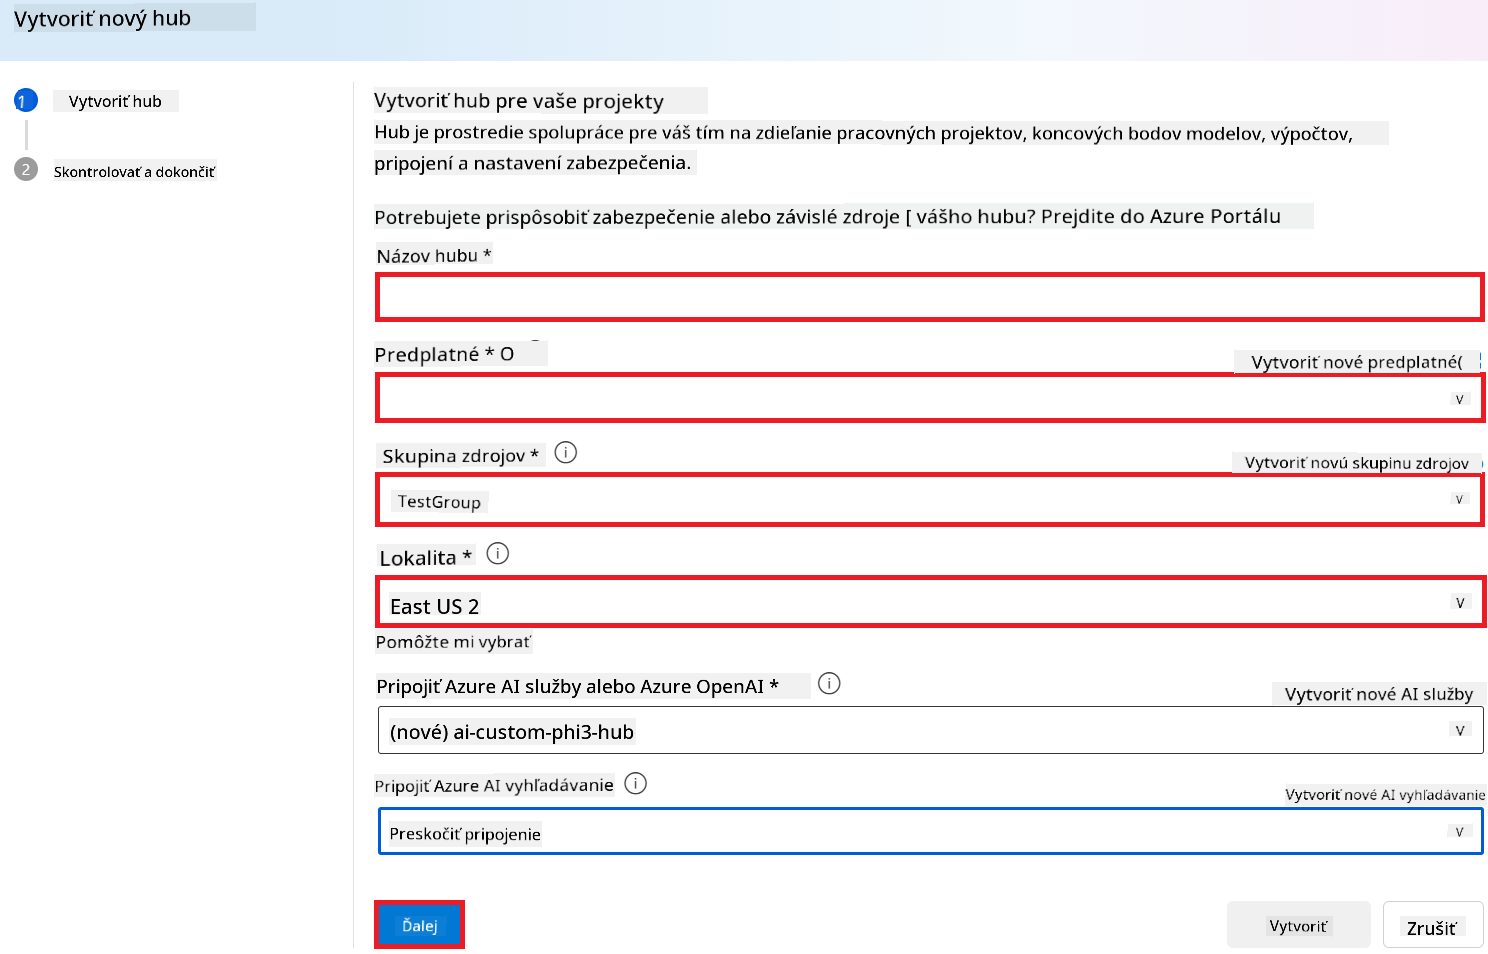 Vytvoriť nový hub
1
Vytvoriť hub
2
Skontrolovať a dokončiť
Vytvoriť hub pre vaše projekty
Hub je prostredie spolupráce pre váš tím na zdieľanie pracovných projektov, koncových bodov modelov, výpočtov,
pripojení a nastavení zabezpečenia.
Potrebujete prispôsobiť zabezpečenie alebo závislé zdroje [ vášho hubu? Prejdite do Azure Portálu
Názov hubu *
Predplatné * O
Vytvoriť nové predplatné(
v
Skupina zdrojov *
Vytvoriť novú skupinu zdrojov
TestGroup
v
Lokalita *
East US 2
v
Pomôžte mi vybrať
Pripojiť Azure AI služby alebo Azure OpenAI *
Vytvoriť nové AI služby
(nové) ai-custom-phi3-hub
v
Pripojiť Azure AI vyhľadávanie
Vytvoriť nové AI vyhľadávanie
Preskočiť pripojenie
v
Ďalej
Vytvoriť
Zrušiť